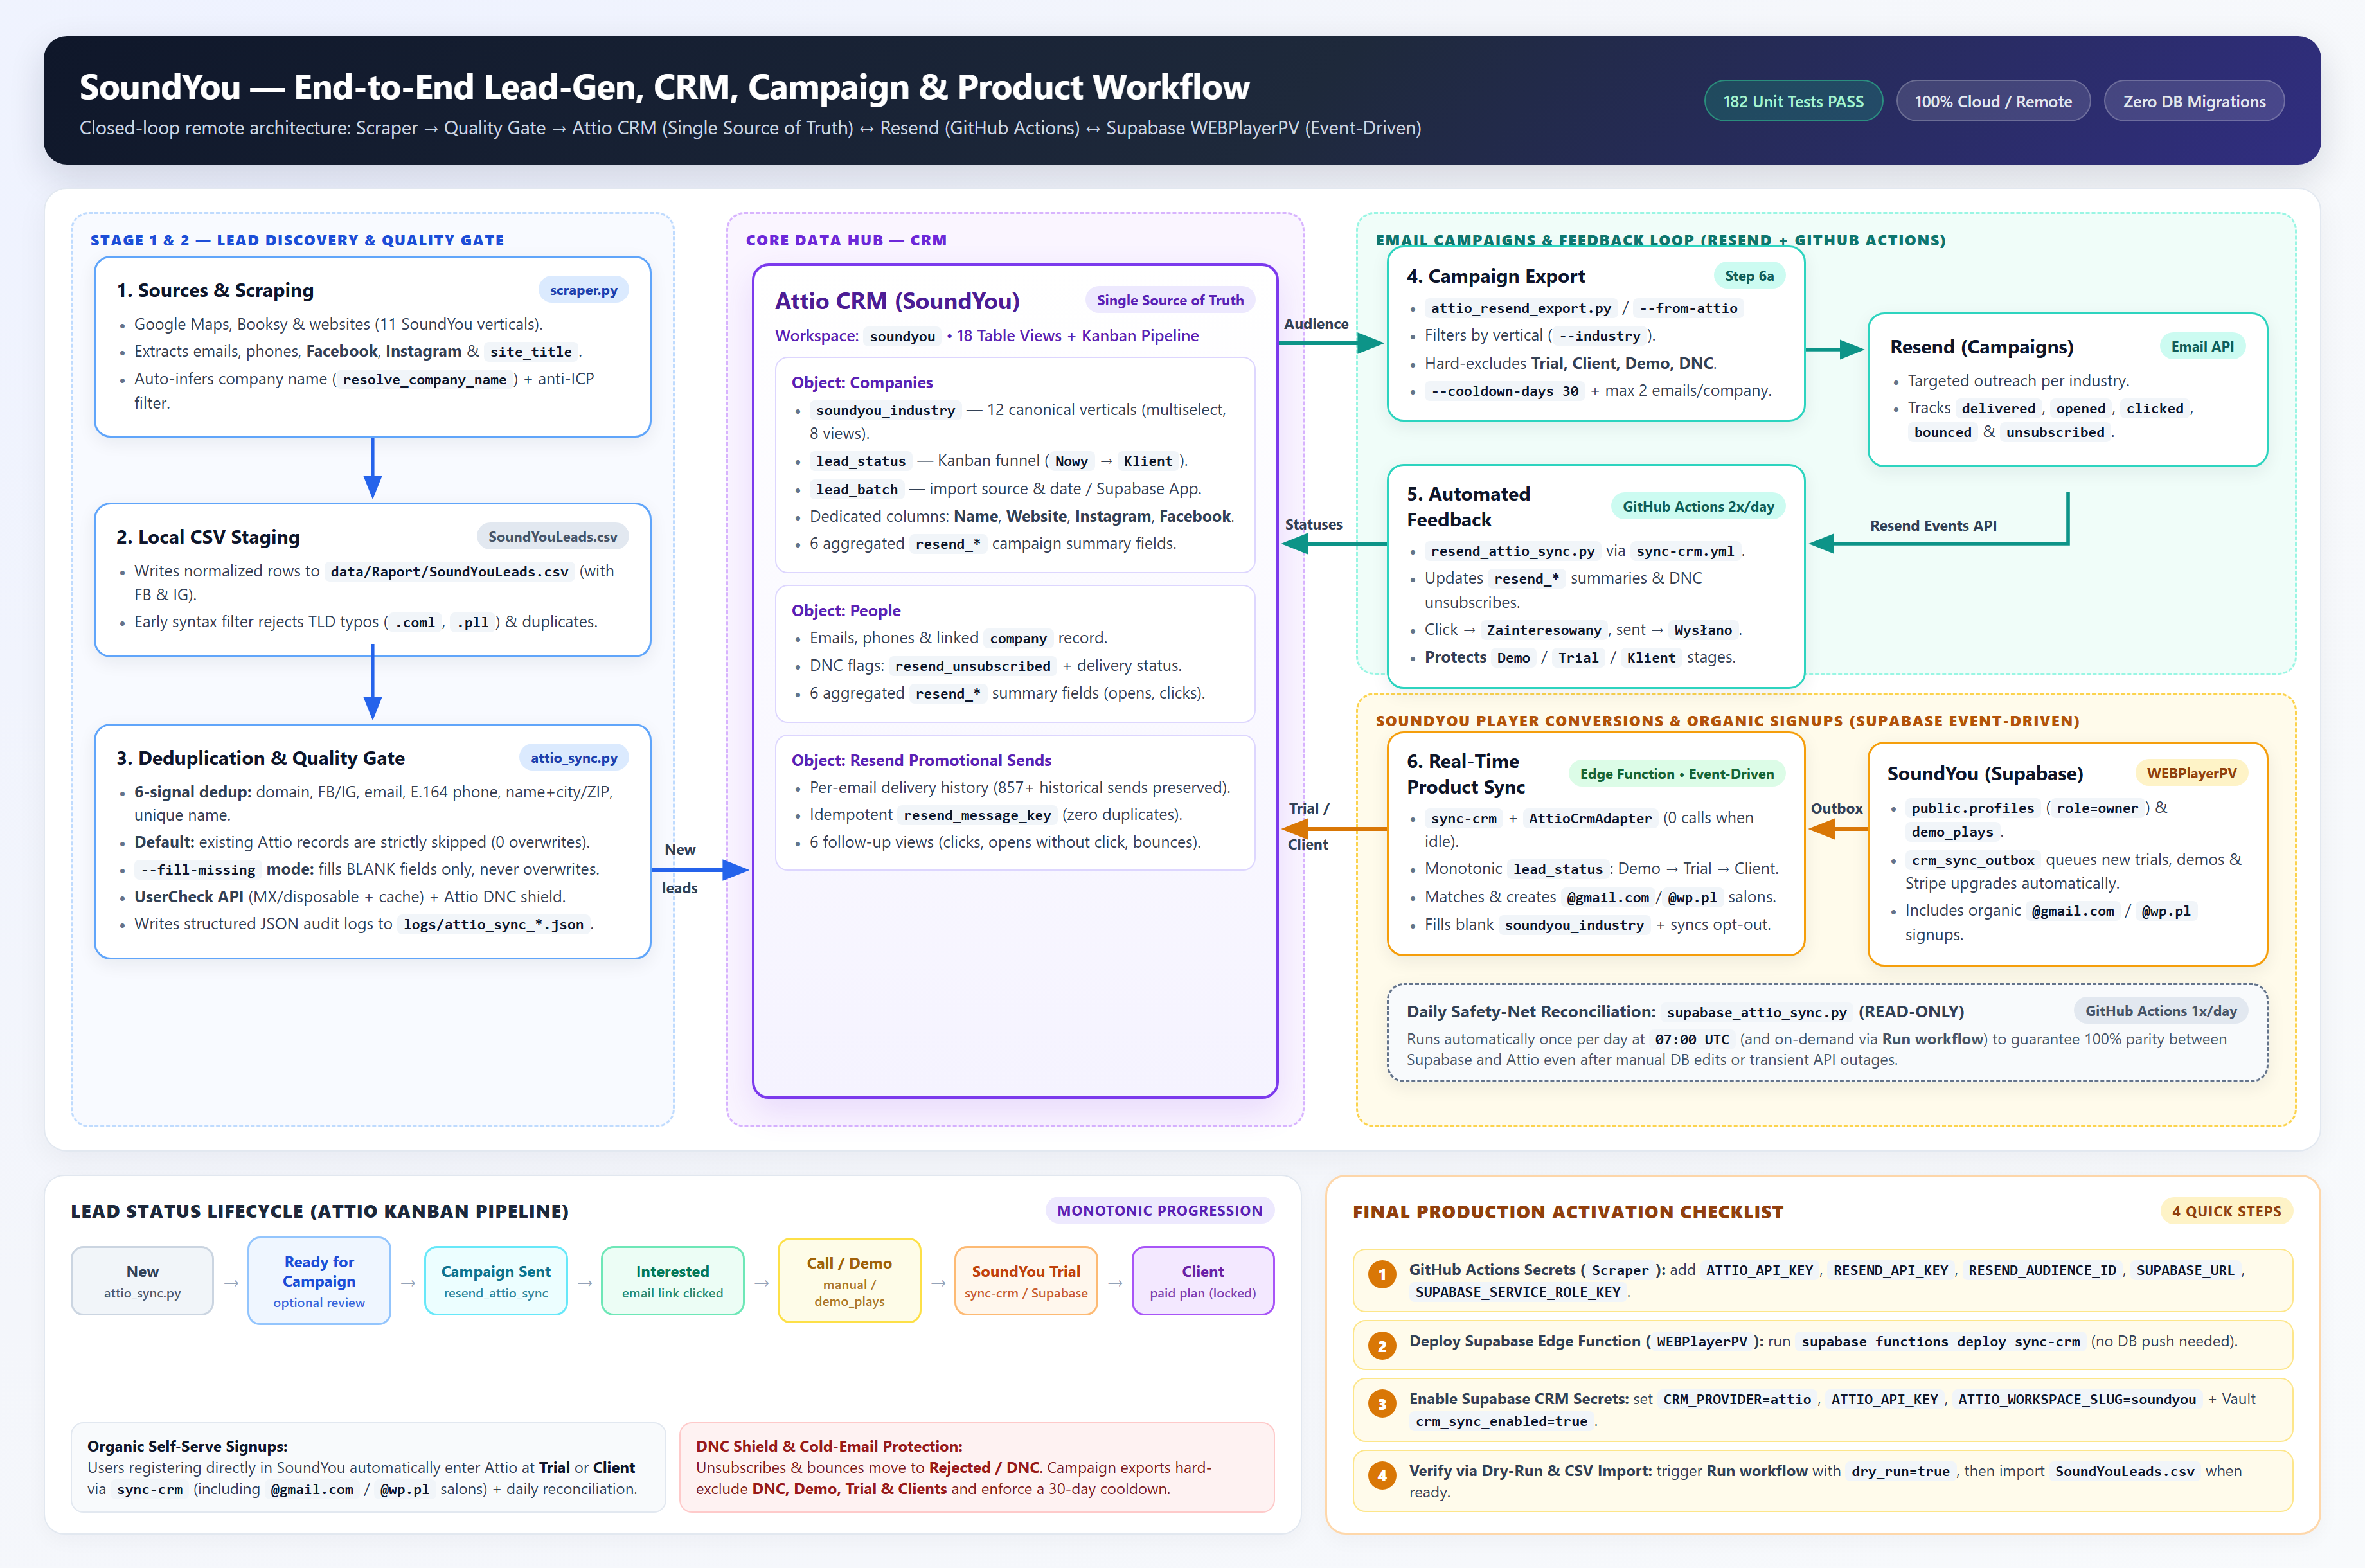 SoundYou — End-to-End Lead-Gen, CRM, Campaign & Product Workflow
Closed-loop remote architecture: Scraper → Quality Gate → Attio CRM (Single Source of Truth) ↔ Resend (GitHub Actions) ↔ Supabase WEBPlayerPV (Event-Driven)
182 Unit Tests PASS
100% Cloud / Remote
Zero DB Migrations
STAGE 1 & 2 — LEAD DISCOVERY & QUALITY GATE
1. Sources & Scraping
scraper.py
• Google Maps, Booksy & websites (11 SoundYou verticals).
• Extracts emails, phones, Facebook, Instagram & site_title.
• Auto-infers company name (resolve_company_name) + anti-ICP
filter.
2. Local CSV Staging
SoundYouLeads.csv
• Writes normalized rows to data/Raport/SoundYouLeads.csv (with
FB & IG).
• Early syntax filter rejects TLD typos (.coml, .pll) & duplicates.
3. Deduplication & Quality Gate
attio_sync.py
• 6-signal dedup: domain, FB/IG, email, E.164 phone, name+city/ZIP,
unique name.
• Default: existing Attio records are strictly skipped (0 overwrites).
• --fill-missing mode: fills BLANK fields only, never overwrites.
• UserCheck API (MX/disposable + cache) + Attio DNC shield.
• Writes structured JSON audit logs to logs/attio_sync_*.json.
New
leads
CORE DATA HUB — CRM
Attio CRM (SoundYou)
Single Source of Truth
Workspace: soundyou • 18 Table Views + Kanban Pipeline
Object: Companies
• soundyou_industry — 12 canonical verticals (multiselect,
8 views).
• lead_status — Kanban funnel (Nowy → Klient).
• lead_batch — import source & date / Supabase App.
• Dedicated columns: Name, Website, Instagram, Facebook.
• 6 aggregated resend_* campaign summary fields.
Object: People
• Emails, phones & linked company record.
• DNC flags: resend_unsubscribed + delivery status.
• 6 aggregated resend_* summary fields (opens, clicks).
Object: Resend Promotional Sends
• Per-email delivery history (857+ historical sends preserved).
• Idempotent resend_message_key (zero duplicates).
• 6 follow-up views (clicks, opens without click, bounces).
Audience
Statuses
Trial /
Client
EMAIL CAMPAIGNS & FEEDBACK LOOP (RESEND + GITHUB ACTIONS)
4. Campaign Export
Step 6a
• attio_resend_export.py / --from-attio
• Filters by vertical (--industry).
• Hard-excludes Trial, Client, Demo, DNC.
• --cooldown-days 30 + max 2 emails/company.
Resend (Campaigns)
Email API
• Targeted outreach per industry.
• Tracks delivered, opened, clicked,
bounced & unsubscribed.
Resend Events API
5. Automated
Feedback
GitHub Actions 2x/day
• resend_attio_sync.py via sync-crm.yml.
• Updates resend_* summaries & DNC
unsubscribes.
• Click → Zainteresowany, sent → Wysłano.
• Protects Demo / Trial / Klient stages.
SOUNDYOU PLAYER CONVERSIONS & ORGANIC SIGNUPS (SUPABASE EVENT-DRIVEN)
6. Real-Time
Product Sync
Edge Function • Event-Driven
• sync-crm + AttioCrmAdapter (0 calls when
idle).
• Monotonic lead_status: Demo → Trial → Client.
• Matches & creates @gmail.com/@wp.pl salons.
• Fills blank soundyou_industry + syncs opt-out.
Outbox
SoundYou (Supabase)
WEBPlayerPV
• public.profiles (role=owner) &
demo_plays.
• crm_sync_outbox queues new trials, demos &
Stripe upgrades automatically.
• Includes organic @gmail.com / @wp.pl
signups.
Daily Safety-Net Reconciliation: supabase_attio_sync.py (READ-ONLY)
GitHub Actions 1x/day
Runs automatically once per day at 07:00 UTC (and on-demand via Run workflow) to guarantee 100% parity between
Supabase and Attio even after manual DB edits or transient API outages.
LEAD STATUS LIFECYCLE (ATTIO KANBAN PIPELINE)
MONOTONIC PROGRESSION
New
attio_sync.py
→
Ready for
Campaign
optional review
→
Campaign Sent
resend_attio_sync
→
Interested
email link clicked
→
Call / Demo
manual /
demo_plays
→
SoundYou Trial
sync-crm / Supabase
→
Client
paid plan (locked)
Organic Self-Serve Signups:
Users registering directly in SoundYou automatically enter Attio at Trial or Client
via sync-crm (including @gmail.com / @wp.pl salons) + daily reconciliation.
DNC Shield & Cold-Email Protection:
Unsubscribes & bounces move to Rejected / DNC. Campaign exports hard-
exclude DNC, Demo, Trial & Clients and enforce a 30-day cooldown.
FINAL PRODUCTION ACTIVATION CHECKLIST
4 QUICK STEPS
1 GitHub Actions Secrets (Scraper): add ATTIO_API_KEY, RESEND_API_KEY, RESEND_AUDIENCE_ID, SUPABASE_URL,
SUPABASE_SERVICE_ROLE_KEY.
2 Deploy Supabase Edge Function (WEBPlayerPV): run supabase functions deploy sync-crm (no DB push needed).
3 Enable Supabase CRM Secrets: set CRM_PROVIDER=attio, ATTIO_API_KEY, ATTIO_WORKSPACE_SLUG=soundyou + Vault
crm_sync_enabled=true.
4 Verify via Dry-Run & CSV Import: trigger Run workflow with dry_run=true, then import SoundYouLeads.csv when
ready.